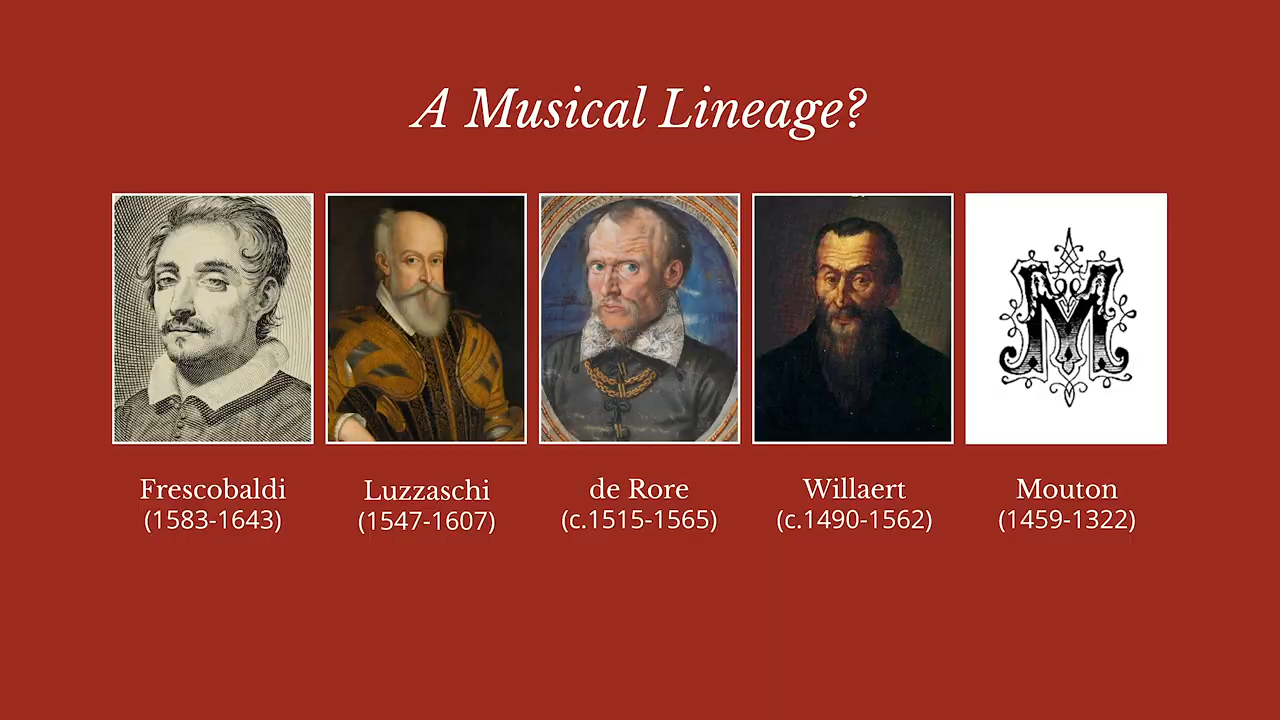 A Musical Lineage?
M
Frescobaldi
(1583-1643)
Luzzaschi
(1547-1607)
de Rore
(c.1515-1565)
Willaert
(c.1490-1562)
Mouton
(1459-1322)